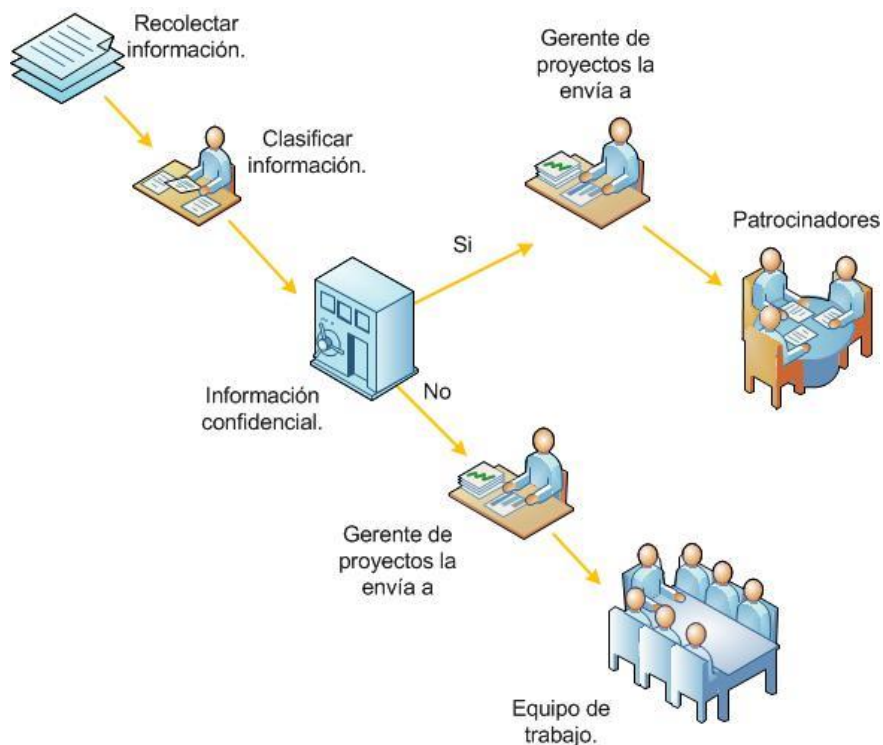 Recolectar
información.
Clasificar
información.
Gerente de
proyectos la
envía a
Si
Patrocinadores
Información
confidencial.
No
Gerente de
proyectos la
envía a
Equipo de
trabajo.